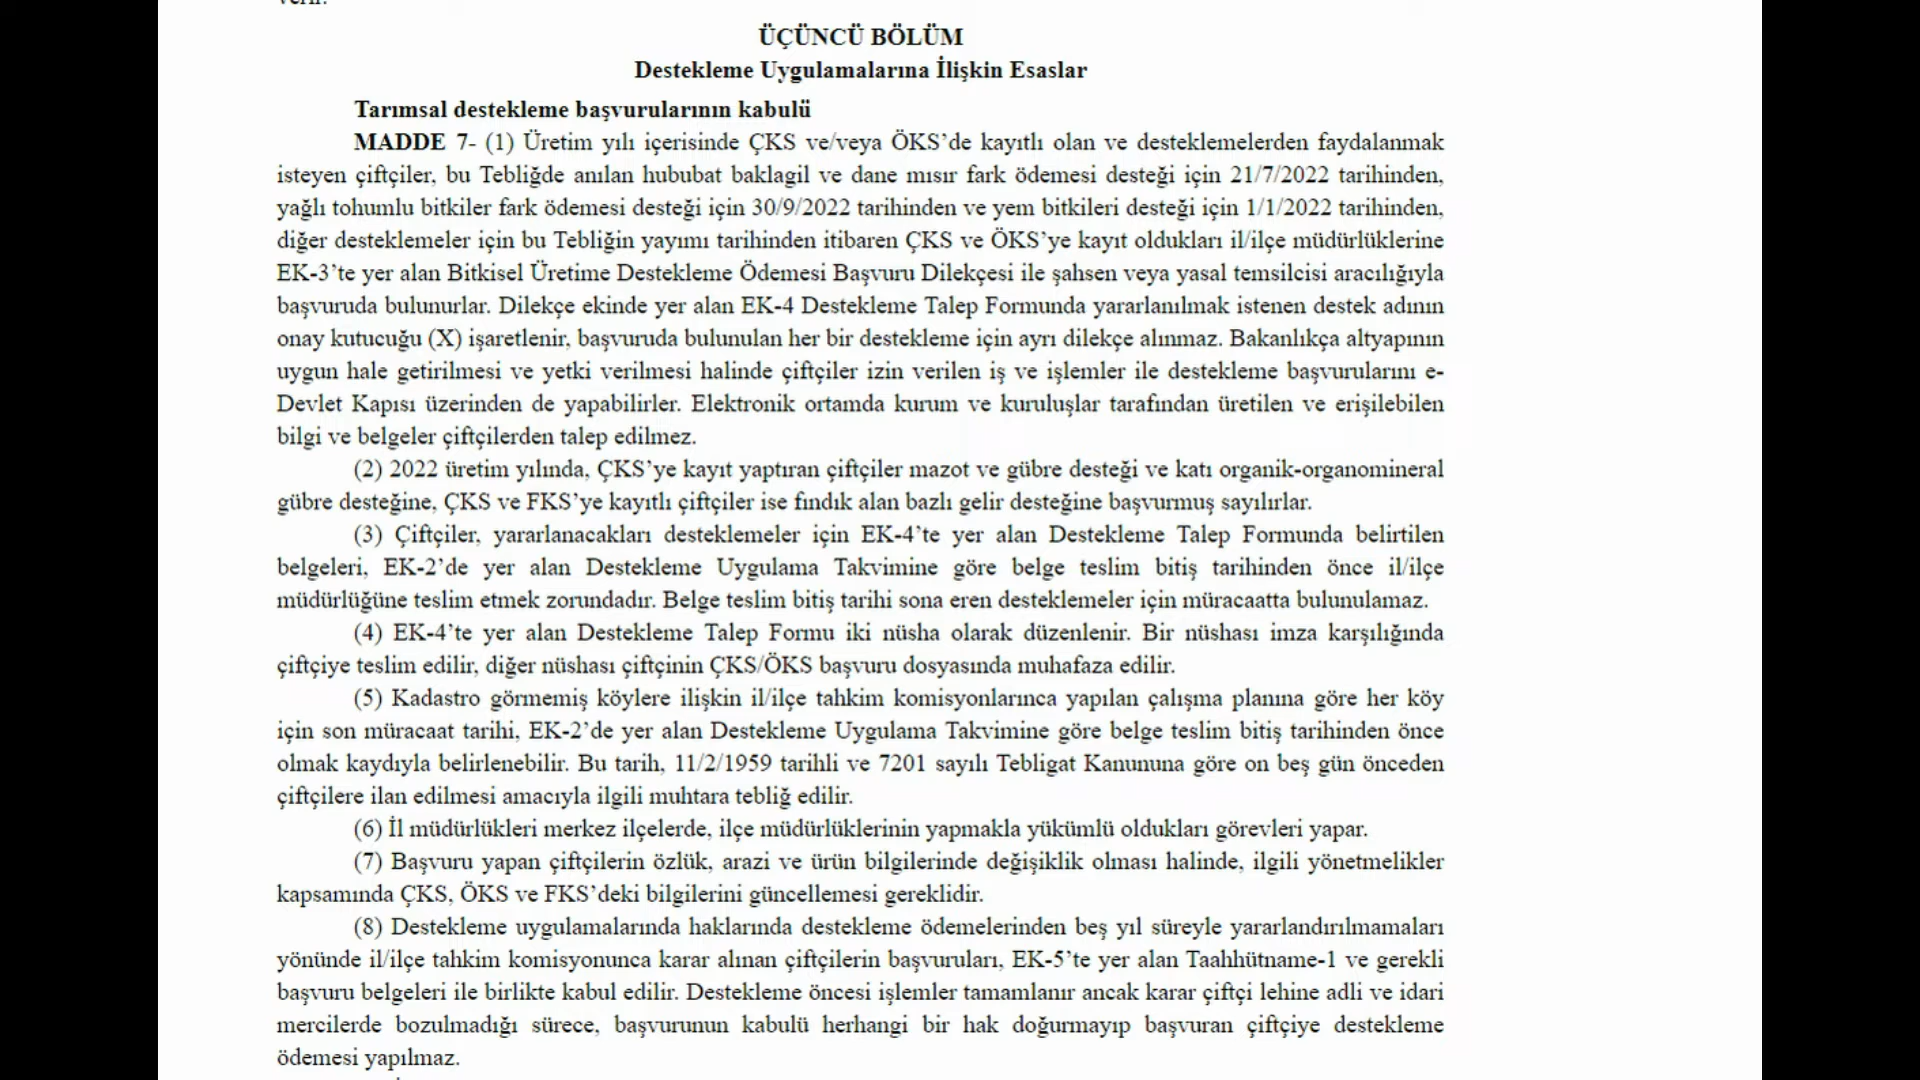 verir.
ÜÇÜNCÜ BÖLÜM
Destekleme Uygulamalarına İlişkin Esaslar
Tarımsal destekleme başvurularının kabulü
MADDE 7- (1) Üretim yılı içerisinde ÇKS ve/veya ÖKS’de kayıtlı olan ve desteklemelerden faydalanmak
isteyen çiftçiler, bu Tebliğde anılan hububat baklagil ve dane mısır fark ödemesi desteği için 21/7/2022 tarihinden,
yağlı tohumlu bitkiler fark ödemesi desteği için 30/9/2022 tarihinden ve yem bitkileri desteği için 1/1/2022 tarihinden,
diğer desteklemeler için bu Tebliğin yayımı tarihinden itibaren ÇKS ve ÖKS’ye kayıt oldukları il/ilçe müdürlüklerine
EK-3’te yer alan Bitkisel Üretime Destekleme Ödemesi Başvuru Dilekçesi ile şahsen veya yasal temsilcisi aracılığıyla
başvuruda bulunurlar. Dilekçe ekinde yer alan EK-4 Destekleme Talep Formunda yararlanılmak istenen destek adının
onay kutucuğu (X) işaretlenir, başvuruda bulunulan her bir destekleme için ayrı dilekçe alınmaz. Bakanlıkça altyapının
uygun hale getirilmesi ve yetki verilmesi halinde çiftçiler izin verilen iş ve işlemler ile destekleme başvurularını e-
Devlet Kapısı üzerinden de yapabilirler. Elektronik ortamda kurum ve kuruluşlar tarafından üretilen ve erişilebilen
bilgi ve belgeler çiftçilerden talep edilmez.
(2) 2022 üretim yılında, ÇKS’ye kayıt yaptıran çiftçiler mazot ve gübre desteği ve katı organik-organomineral
gübre desteğine, ÇKS ve FKS’ye kayıtlı çiftçiler ise fındık alan bazlı gelir desteğine başvurmuş sayılırlar.
(3) Çiftçiler, yararlanacakları desteklemeler için EK-4’te yer alan Destekleme Talep Formunda belirtilen
belgeleri, EK-2’de yer alan Destekleme Uygulama Takvimine göre belge teslim bitiş tarihinden önce il/ilçe
müdürlüğüne teslim etmek zorundadır. Belge teslim bitiş tarihi sona eren desteklemeler için müracaatta bulunulamaz.
(4) EK-4’te yer alan Destekleme Talep Formu iki nüsha olarak düzenlenir. Bir nüshası imza karşılığında
çiftçiye teslim edilir, diğer nüshası çiftçinin ÇKS/ÖKS başvuru dosyasında muhafaza edilir.
(5) Kadastro görmemiş köylere ilişkin il/ilçe tahkim komisyonlarınca yapılan çalışma planına göre her köy
için son müracaat tarihi, EK-2’de yer alan Destekleme Uygulama Takvimine göre belge teslim bitiş tarihinden önce
olmak kaydıyla belirlenebilir. Bu tarih, 11/2/1959 tarihli ve 7201 sayılı Tebligat Kanununa göre on beş gün önceden
çiftçilere ilan edilmesi amacıyla ilgili muhtara tebliğ edilir.
(6) İl müdürlükleri merkez ilçelerde, ilçe müdürlüklerinin yapmakla yükümlü oldukları görevleri yapar.
(7) Başvuru yapan çiftçilerin özlük, arazi ve ürün bilgilerinde değişiklik olması halinde, ilgili yönetmelikler
kapsamında ÇKS, ÖKS ve FKS’deki bilgilerini güncellemesi gereklidir.
(8) Destekleme uygulamalarında haklarında destekleme ödemelerinden beş yıl süreyle yararlandırılmamaları
yönünde il/ilçe tahkim komisyonunca karar alınan çiftçilerin başvuruları, EK-5’te yer alan Taahhütname-1 ve gerekli
başvuru belgeleri ile birlikte kabul edilir. Destekleme öncesi işlemler tamamlanır ancak karar çiftçi lehine adli ve idari
mercilerde bozulmadığı sürece, başvurunun kabulü herhangi bir hak doğurmayıp başvuran çiftçiye destekleme
ödemesi yapılmaz.